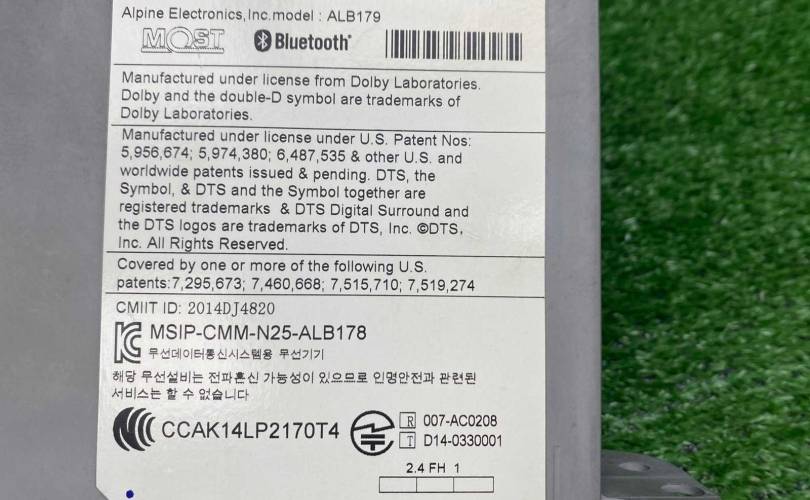 Alpine Electronics,Inc.model : ALB179
MOST Bluetooth®
Manufactured under license from Dolby Laboratories.
Dolby and the double-D symbol are trademarks of
Dolby Laboratories.
Manufactured under license under U.S. Patent Nos:
5,956,674; 5,974,380; 6,487,535 & other U.S. and
worldwide patents issued & pending. DTS, the
Symbol, & DTS and the Symbol together are
registered trademarks & DTS Digital Surround and
the DTS logos are trademarks of DTS, Inc. ©DTS,
Inc. All Rights Reserved.
Covered by one or more of the following U.S.
patents:7,295,673; 7,460,668; 7,515,710; 7,519,274
CMIIT ID: 2014DJ4820
MSIP-CMM-N25-ALB178
무선데이터통신시스템용 무선기기
해당 무선설비는 전파혼신 가능성이 있으므로 인명안전과 관련된
서비스는 할 수 없습니다
CCAK14LP2170T4
R 007-AC0208
T D14-0330001
2.4 FH 1